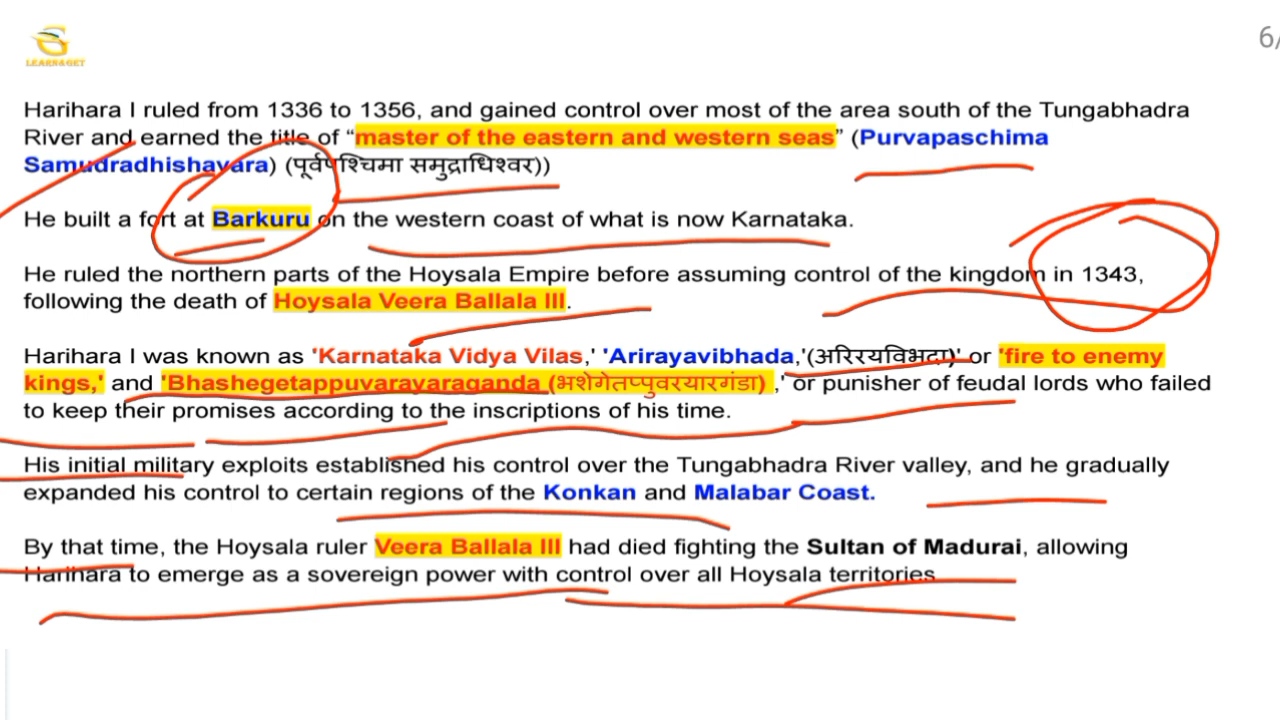 LEARNAGET
6/
Harihara I ruled from 1336 to 1356, and gained control over most of the area south of the Tungabhadra
River and earned the title of “master of the eastern and western seas” (Purvapaschima
Samudradhishavara) (पूर्वपश्चिमा समुद्राधिश्वर))
He built a fort at Barkuru on the western coast of what is now Karnataka.
He ruled the northern parts of the Hoysala Empire before assuming control of the kingdom in 1343,
following the death of Hoysala Veera Ballala III.
Harihara I was known as 'Karnataka Vidya Vilas,' 'Arirayavibhada,'(अरिरयविभदा)' or 'fire to enemy
kings,' and 'Bhashegetappuvarayaraganda (भशेगेतप्पुवरयारगंडा) ,' or punisher of feudal lords who failed
to keep their promises according to the inscriptions of his time.
His initial military exploits established his control over the Tungabhadra River valley, and he gradually
expanded his control to certain regions of the Konkan and Malabar Coast.
By that time, the Hoysala ruler Veera Ballala III had died fighting the Sultan of Madurai, allowing
Harihara to emerge as a sovereign power with control over all Hoysala territories